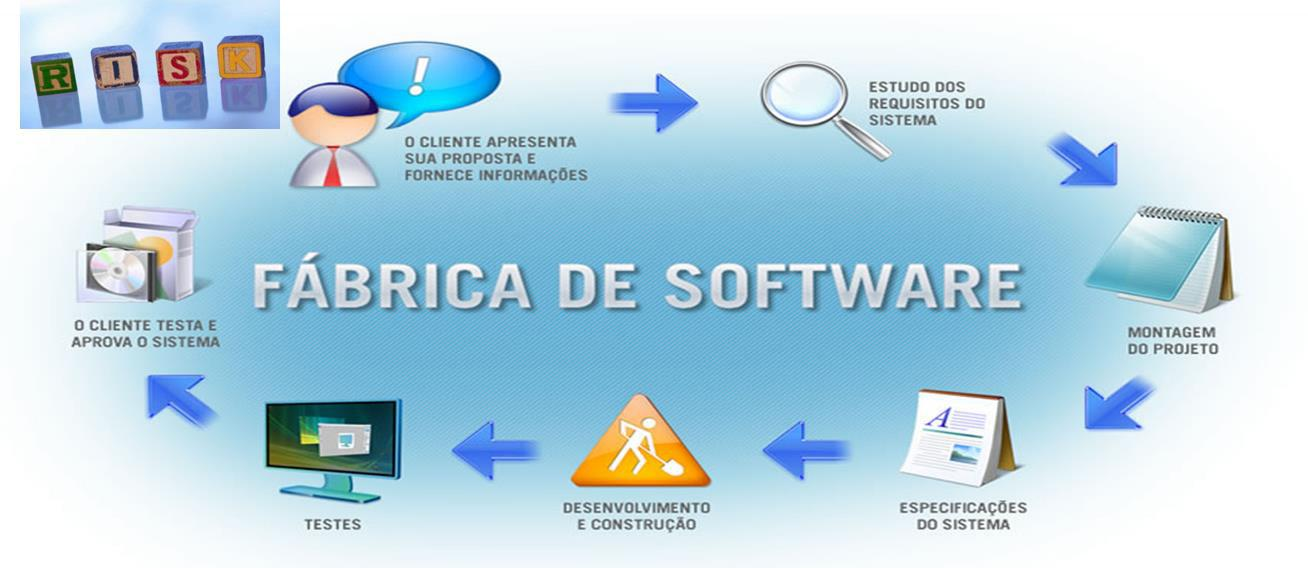 RISK
O CLIENTE APRESENTA
SUA PROPOSTA E
FORNECE INFORMAÇÕES
ESTUDO DOS
REQUISITOS DO
SISTEMA
FÁBRICA DE SOFTWARE
O CLIENTE TESTA E
APROVA O SISTEMA
MONTAGEM
DO PROJETO
TESTES
DESENVOLVIMENTO
E CONSTRUÇÃO
ESPECIFICAÇÕES
DO SISTEMA